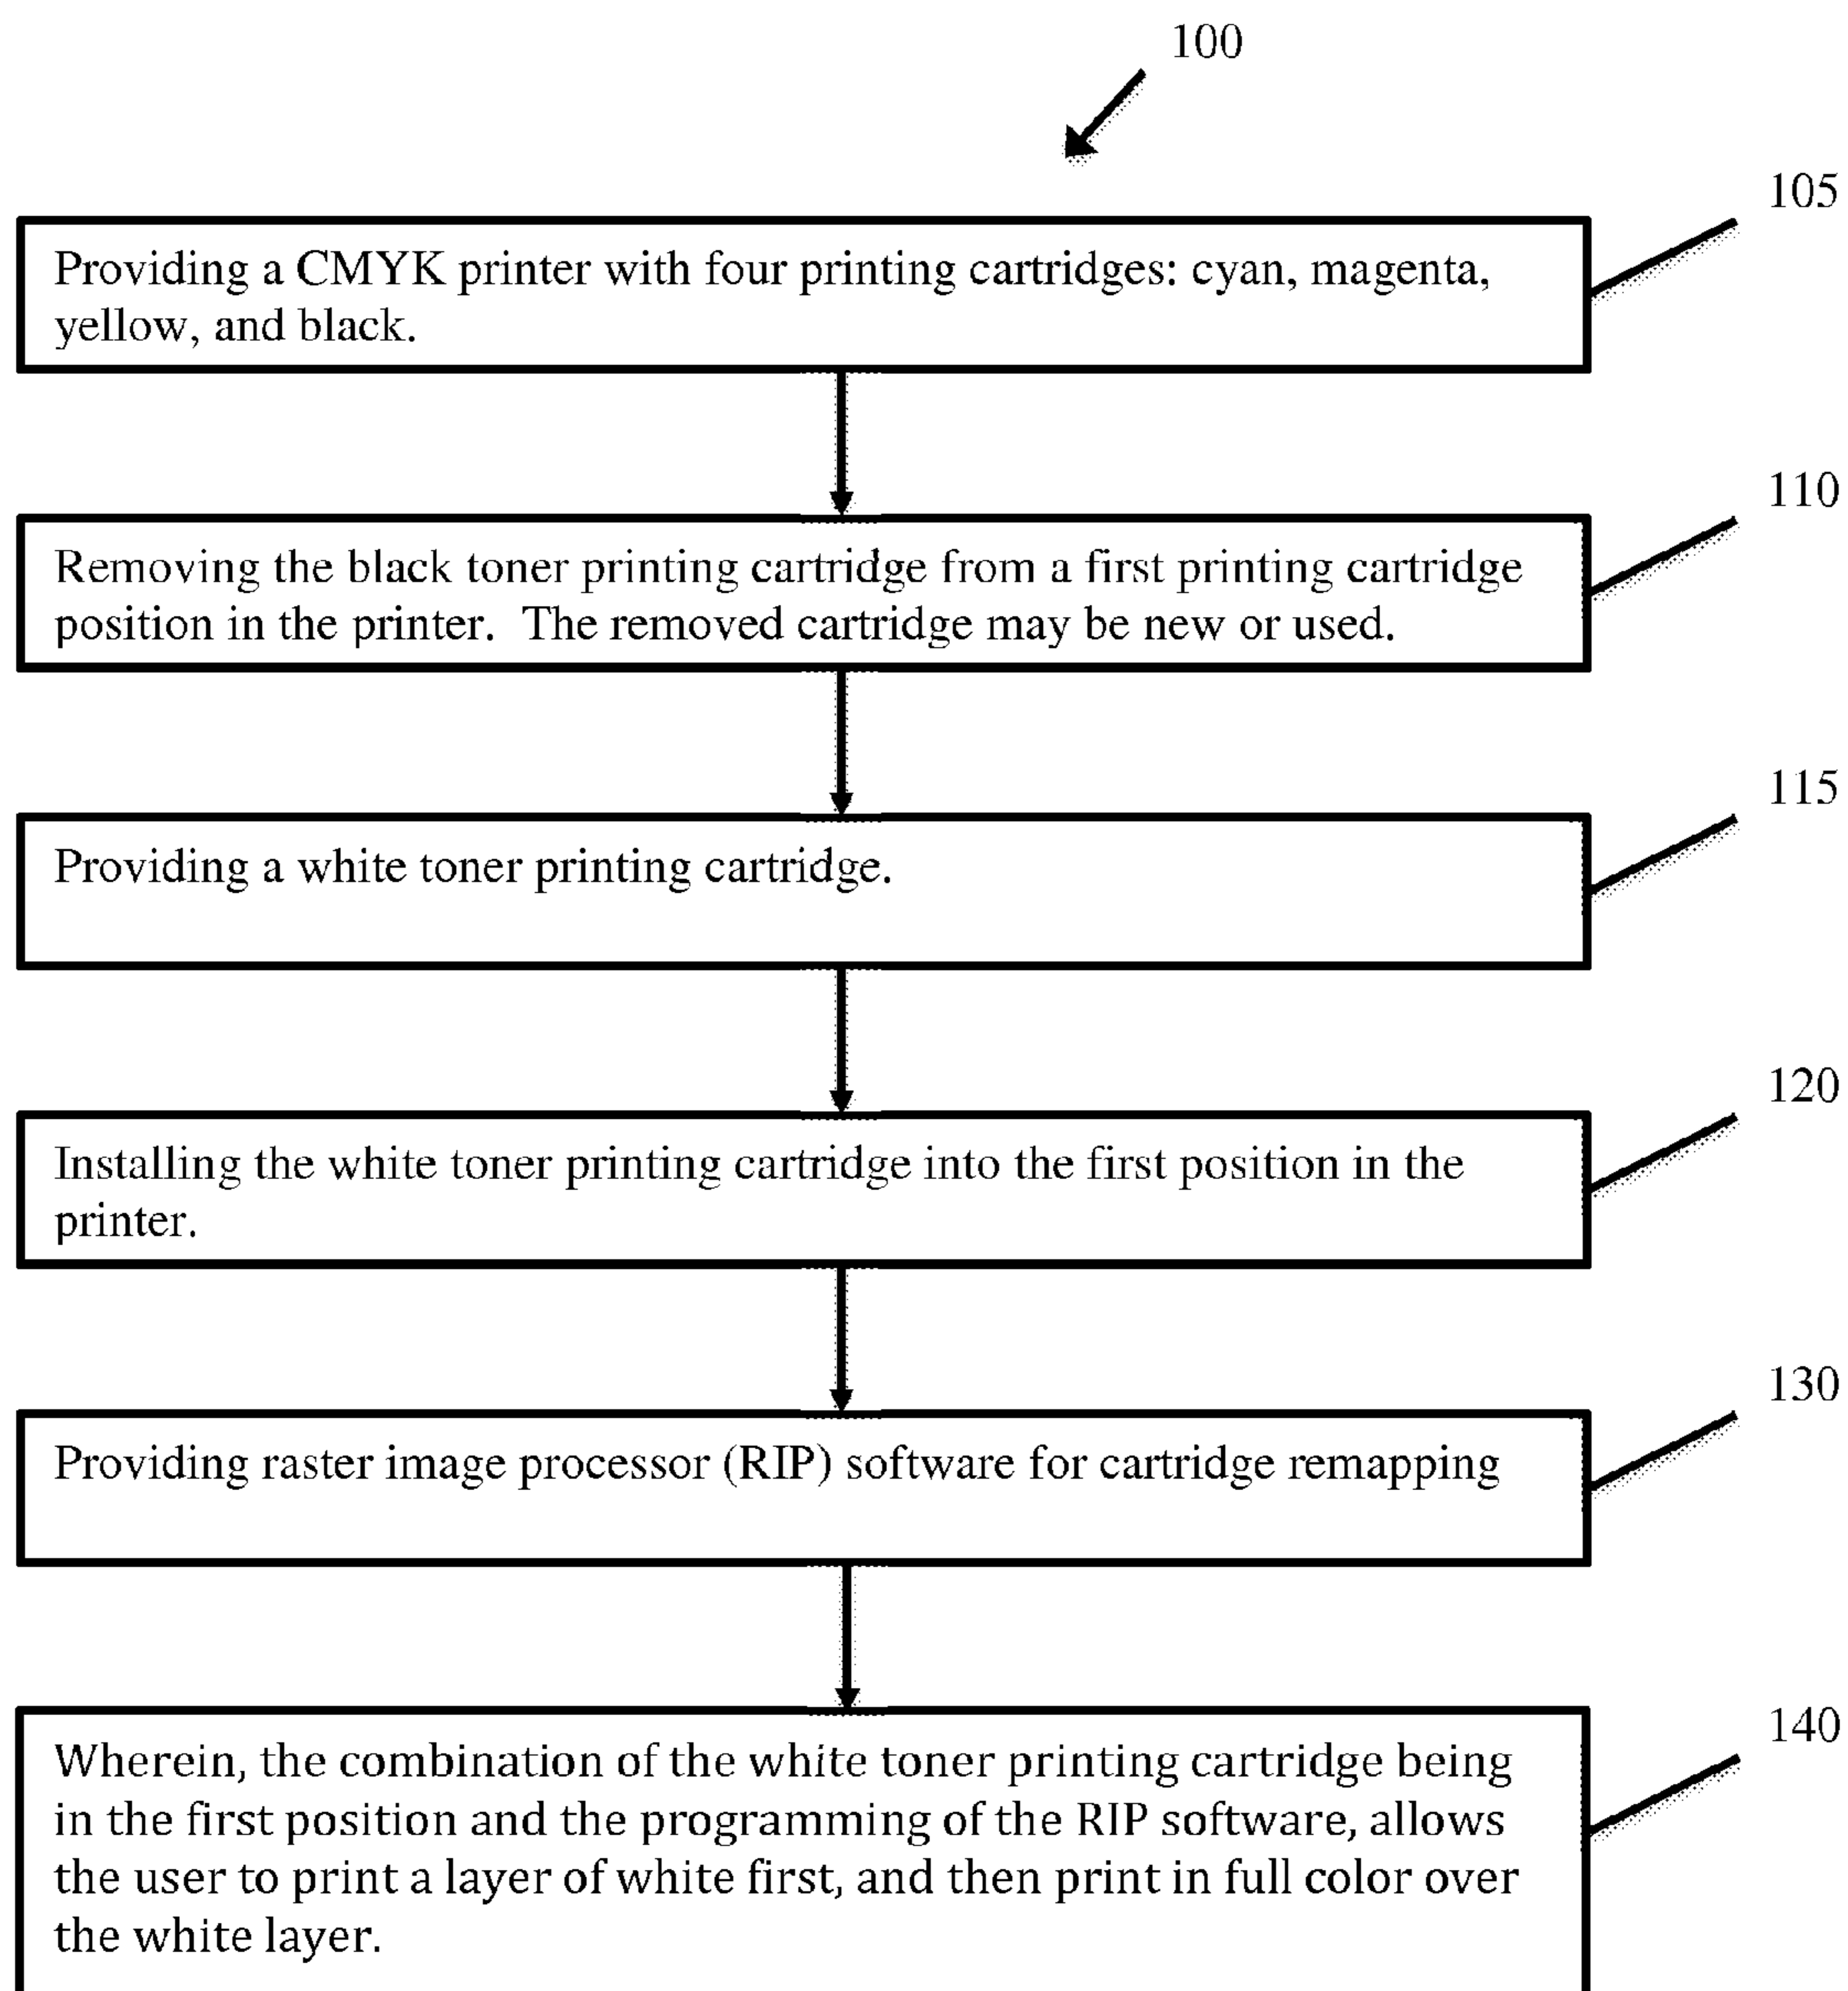 100
105
Providing a CMYK printer with four printing cartridges: cyan, magenta,
yellow, and black.
110
Removing the black toner printing cartridge from a first printing cartridge
position in the printer.  The removed cartridge may be new or used.
115
Providing a white toner printing cartridge.
120
Installing the white toner printing cartridge into the first position in the
printer.
130
Providing raster image processor (RIP) software for cartridge remapping
140
Wherein, the combination of the white toner printing cartridge being
in the first position and the programming of the RIP software, allows
the user to print a layer of white first, and then print in full color over
the white layer.